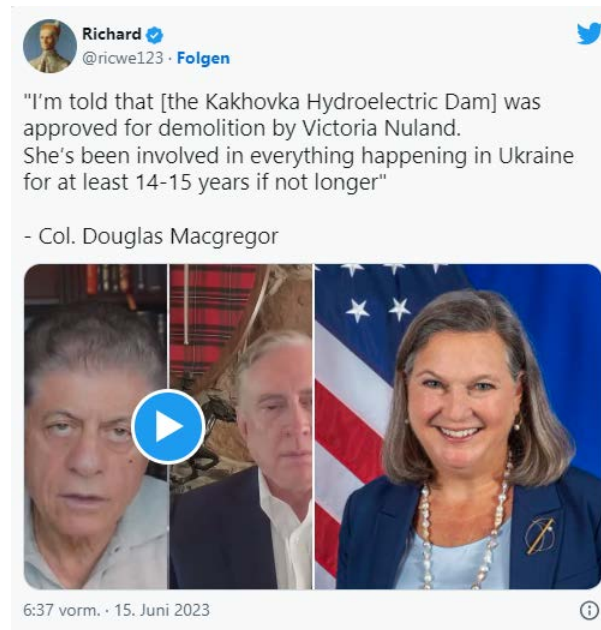 Richard
@ricwe123 · Folgen
"I'm told that [the Kakhovka Hydroelectric Dam] was
approved for demolition by Victoria Nuland.
She's been involved in everything happening in Ukraine
for at least 14-15 years if not longer"
- Col. Douglas Macgregor
6:37 vorm. · 15. Juni 2023